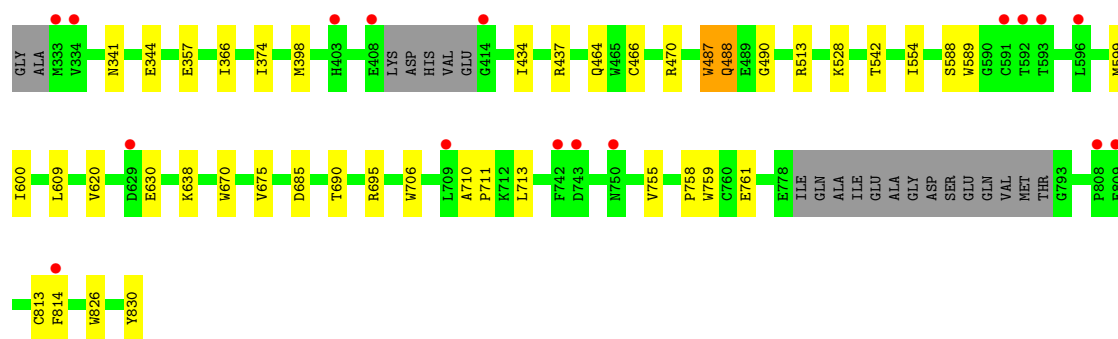 GLY ALA M333 V334 N341 E344 E357 I366 I374 M398 H403 E408 LYS ASP HIS VAL GLU G414 I434 R437 Q464 W465 C466 R470 W487 Q488 E489 G490 R513 K528 T542 I554 S588 W589 G590 C591 T592 T593 L596 M599
I600 L609 V620 D629 E630 K638 W670 V675 D685 T690 R695 W706 L709 A710 P711 K712 L713 F742 D743 N750 V755 P758 W759 C760 E761 E778 ILE GLN ALA ILE GLU ALA GLY ASP SER GLU GLN VAL MET THR G793 P808
C813 F814 W826 Y830